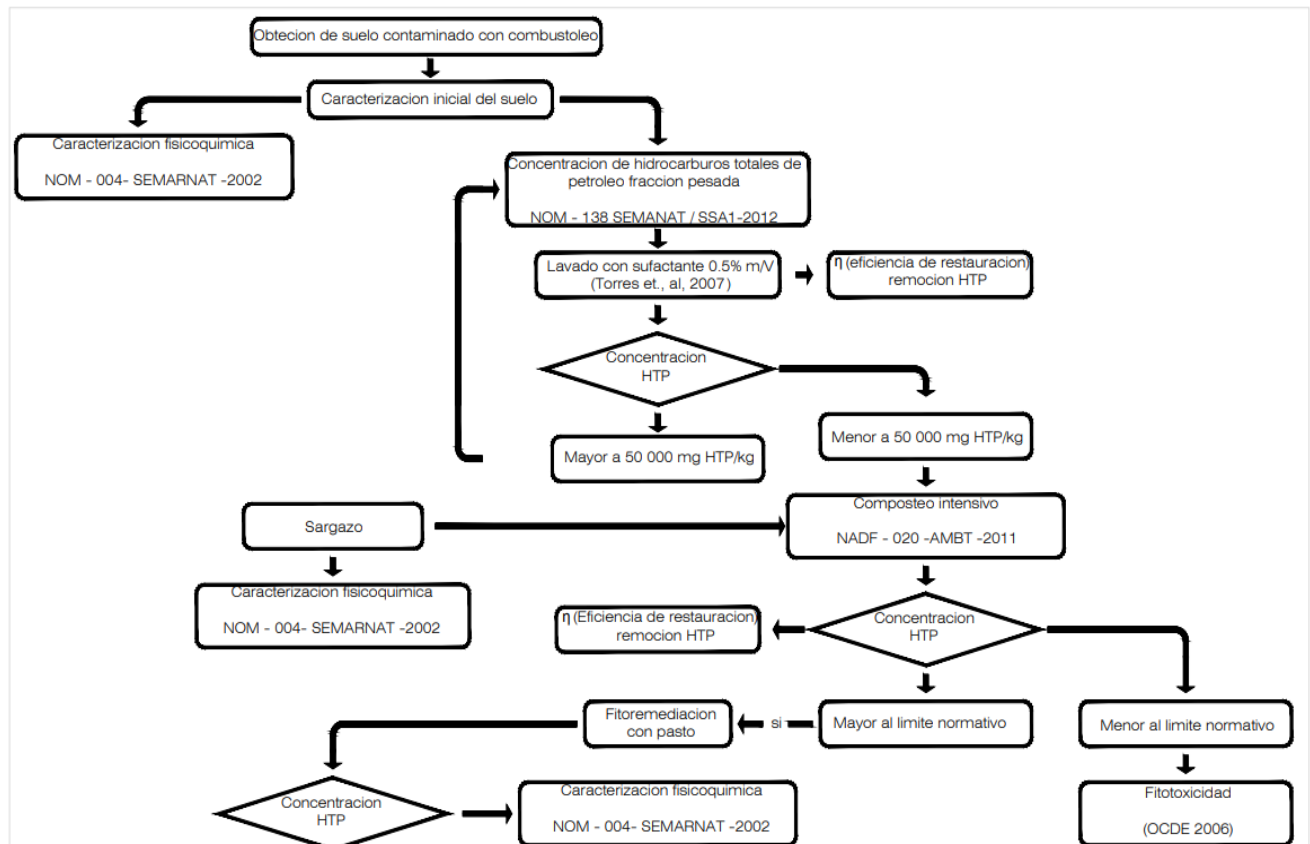 Obtecion de suelo contaminado con combustoleo
Caracterizacion inicial del suelo
Caracterizacion fisicoquimica
NOM - 004- SEMARNAT -2002
Concentracion de hidrocarburos totales de
petroleo fraccion pesada
NOM - 138 SEMANAT / SSA1-2012
Lavado con sufactante 0.5% m/V
(Torres et., al, 2007)
η (eficiencia de restauracion)
remocion HTP
Concentracion
HTP
Mayor a 50 000 mg HTP/kg
Menor a 50 000 mg HTP/kg
Sargazo
Composteo intensivo
NADF - 020 -AMBT -2011
Caracterizacion fisicoquimica
NOM - 004- SEMARNAT -2002
η (Eficiencia de restauracion)
remocion HTP
Concentracion
HTP
Fitoremediacion
con pasto
si
Mayor al limite normativo
Menor al limite normativo
Concentracion
HTP
Caracterizacion fisicoquimica
NOM - 004- SEMARNAT -2002
Fitotoxicidad
(OCDE 2006)